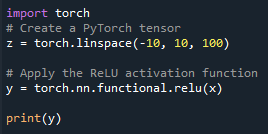 import torch
# Create a PyTorch tensor
z = torch.linspace(-10, 10, 100)
# Apply the ReLU activation function
y = torch.nn.functional.relu(x)
print(y)